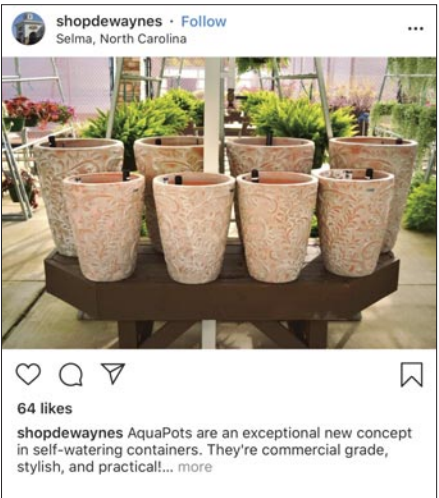 shopdewaynes · Follow
Selma, North Carolina
64 likes
shopdewaynes AquaPots are an exceptional new concept
in self-watering containers. They're commercial grade,
stylish, and practical!... more